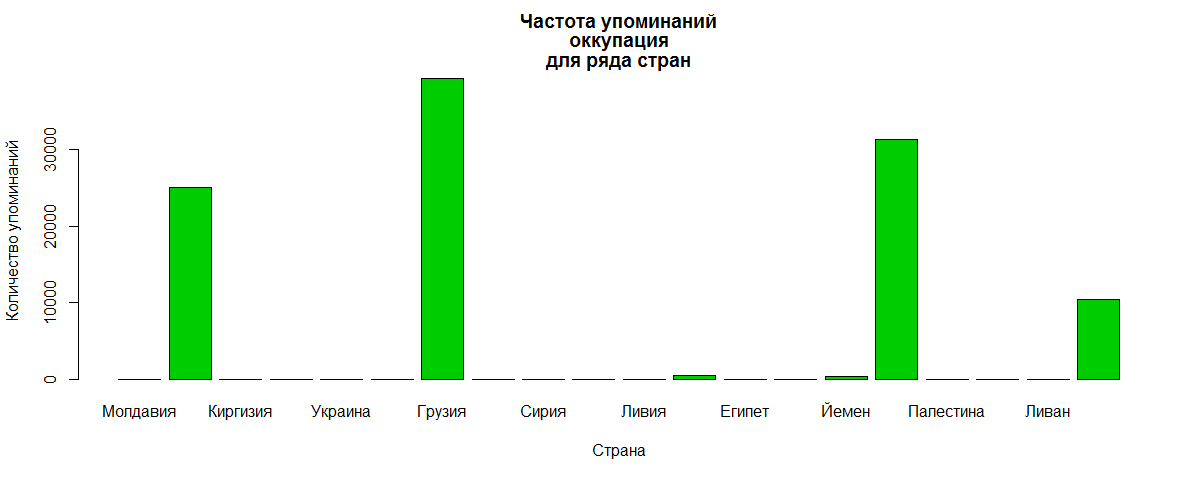 Частота упоминаний
оккупация
для ряда стран
Количество упоминаний
30000
20000
10000
0
Молдавия Киргизия Украина Грузия Сирия Ливия Египет Йемен Палестина Ливан
Страна